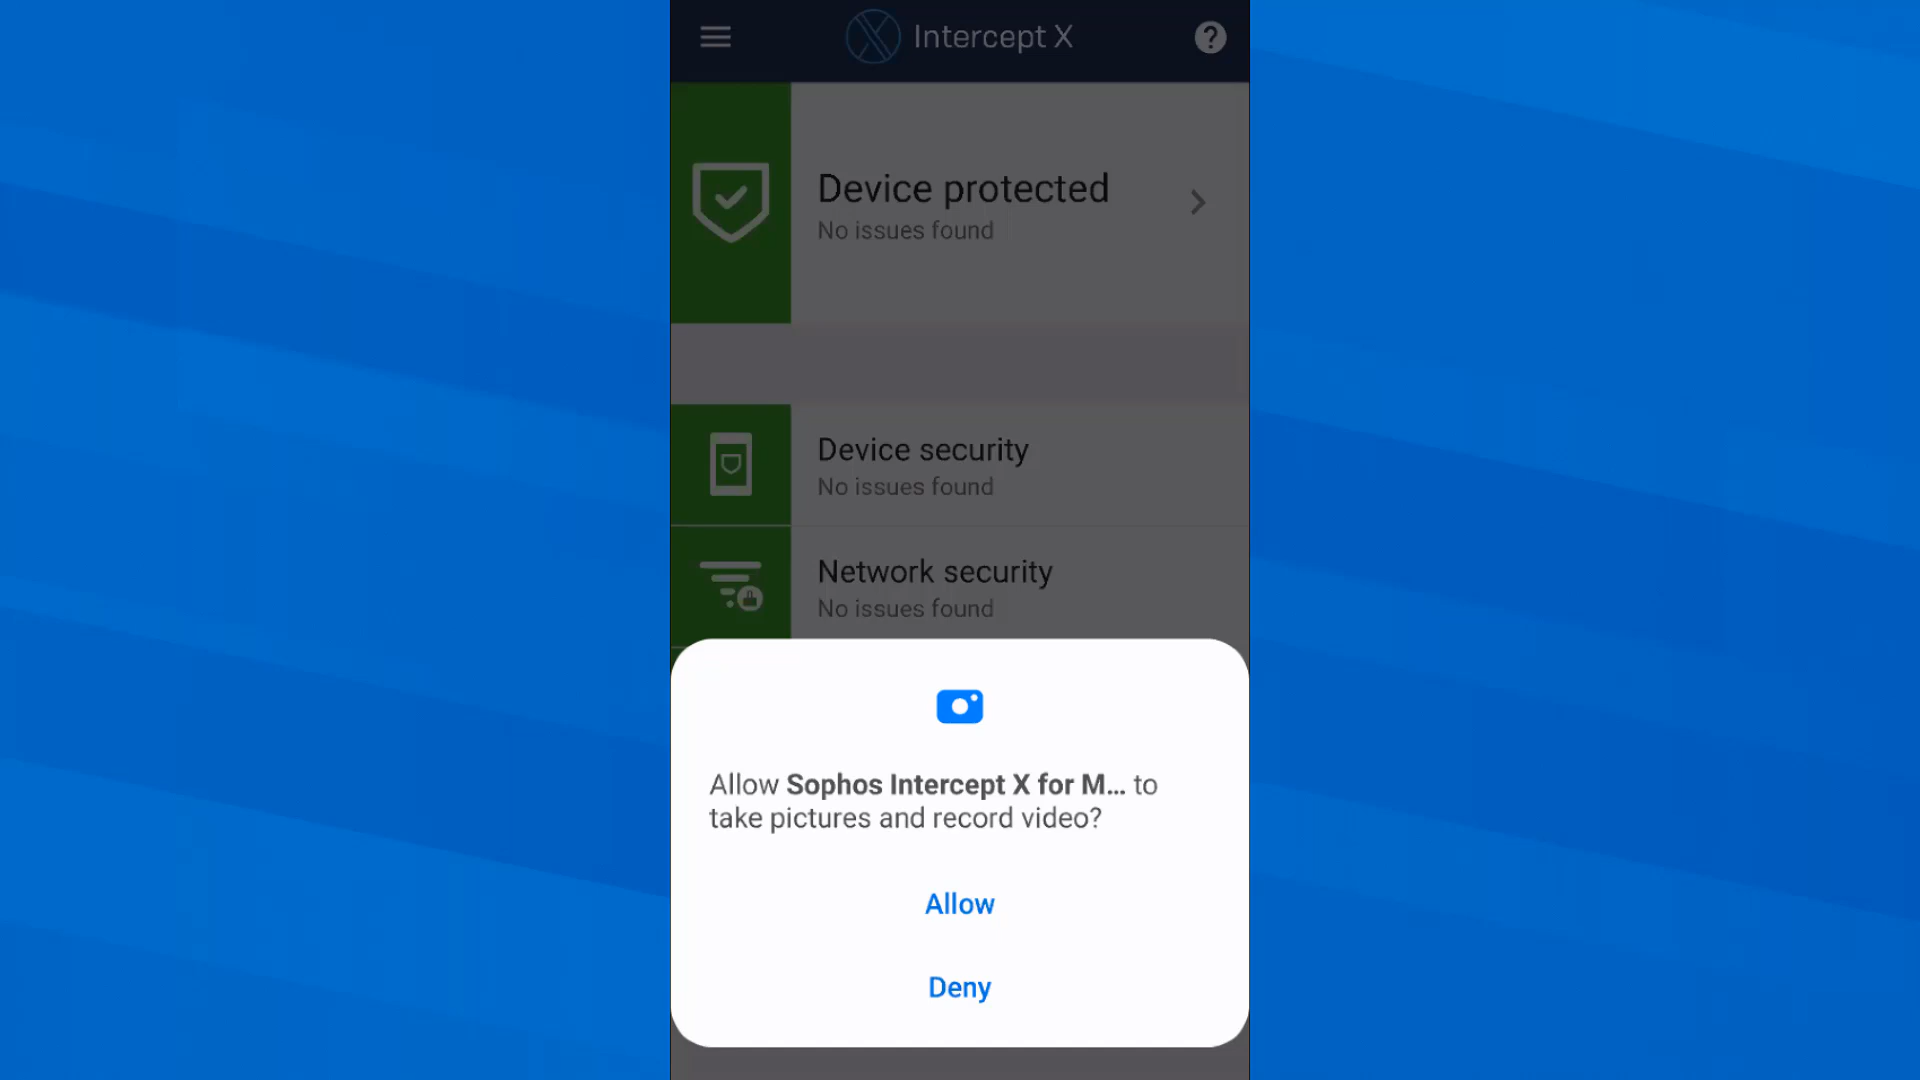 Intercept X
?
Device protected
No issues found
Device security
No issues found
Network security
No issues found
Allow Sophos Intercept X for M... to
take pictures and record video?
Allow
Deny